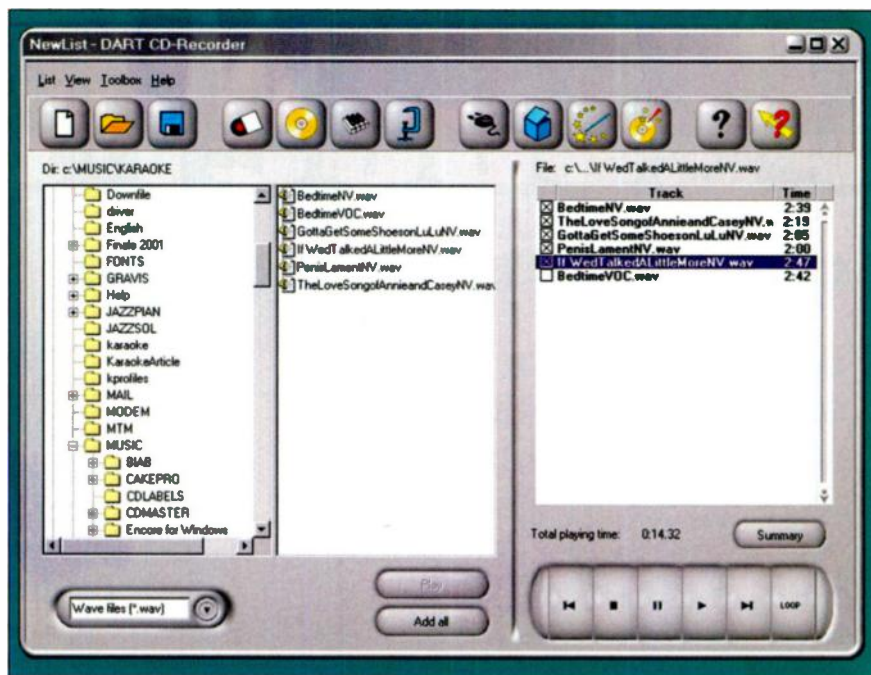 NewList - DART CD-Recorder
List View Toolbox Help
Dir: c:\MUSIC\KARAOKE
Downfile
driver
English
Finale 2001
FONTS
GRAVIS
Help
JAZZPIAN
JAZZSOL
karaoke
KaraokeArticle
kprofiles
MAIL
MODEM
MTM
MUSIC
BIAB
CAKEPRO
CDLABELS
CDMASTER
Encore for Windows
Wave files (*.wav)
BedtimeNV.wav
BedtimeVOC.wav
GottaGetSomeShoesonLuLuNV.wav
If WedTalkedALittleMoreNV.wav
PenisLamentNV.wav
TheLoveSongofAnnieandCaseyNV.wav
Play
Add all
File: c:\...\If WedTalkedALittleMoreNV.wav
Track Time
BedtimeNV.wav 2:39
TheLoveSongofAnnieandCaseyNV.w 2:19
GottaGetSomeShoesonLuLuNV.wav 2:05
PenisLamentNV.wav 2:00
If WedTalkedALittleMoreNV.wav 2:47
BedtimeVOC.wav 2:42
Total playing time: 0:14.32
Summary
LOOP